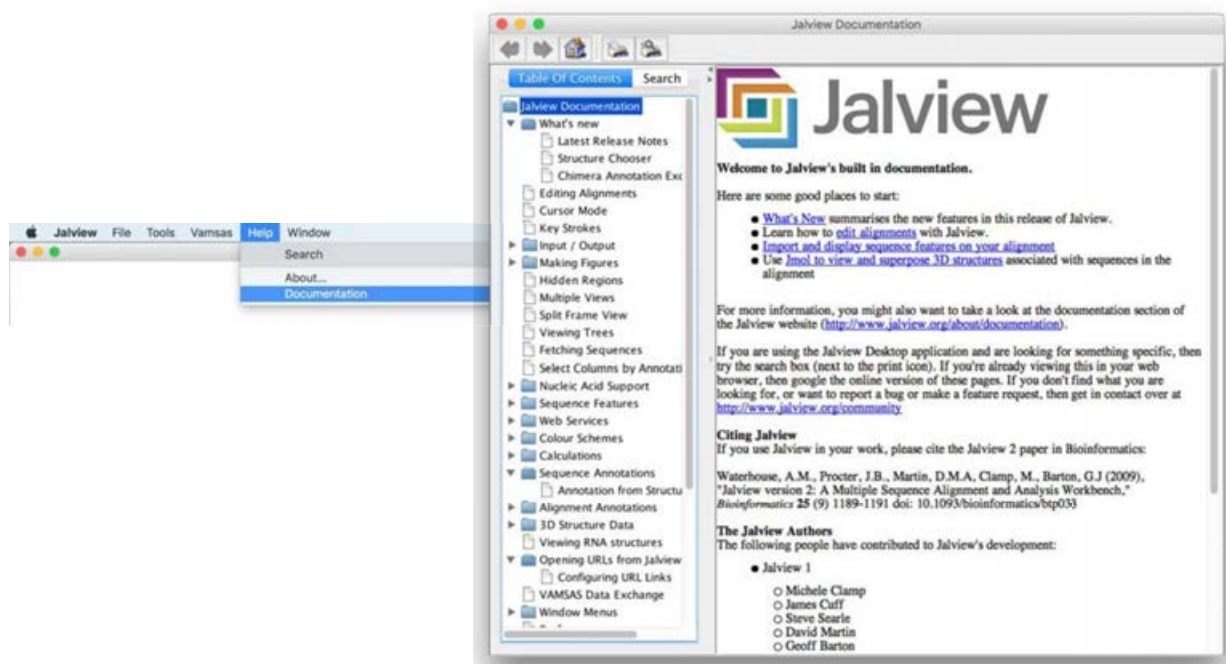 Jalview File Tools Vamsas Help Window
Search
About...
Documentation
Jalview Documentation
Table Of Contents Search
Jalview Documentation
What's new
Latest Release Notes
Structure Chooser
Chimera Annotation Exc
Editing Alignments
Cursor Mode
Key Strokes
Input / Output
Making Figures
Hidden Regions
Multiple Views
Split Frame View
Viewing Trees
Fetching Sequences
Select Columns by Annotati
Nucleic Acid Support
Sequence Features
Web Services
Colour Schemes
Calculations
Sequence Annotations
Annotation from Structu
Alignment Annotations
3D Structure Data
Viewing RNA structures
Opening URLs from Jalview
Configuring URL Links
VAMSAS Data Exchange
Window Menus
Jalview
Welcome to Jalview's built in documentation.
Here are some good places to start:
What's New summarises the new features in this release of Jalview.
Learn how to edit alignments with Jalview.
Import and display sequence features on your alignment
Use Jmol to view and superpose 3D structures associated with sequences in the
alignment
For more information, you might also want to take a look at the documentation section of
the Jalview website (http://www.jalview.org/about/documentation).
If you are using the Jalview Desktop application and are looking for something specific, then
try the search box (next to the print icon). If you're already viewing this in your web
browser, then google the online version of these pages. If you don't find what you are
looking for, or want to report a bug or make a feature request, then get in contact over at
http://www.jalview.org/community
Citing Jalview
If you use Jalview in your work, please cite the Jalview 2 paper in Bioinformatics:
Waterhouse, A.M., Procter, J.B., Martin, D.M.A, Clamp, M., Barton, G.J (2009),
"Jalview version 2: A Multiple Sequence Alignment and Analysis Workbench,"
Bioinformatics 25 (9) 1189-1191 doi: 10.1093/bioinformatics/btp033
The Jalview Authors
The following people have contributed to Jalview's development:
Jalview 1
Michele Clamp
James Cuff
Steve Searle
David Martin
Geoff Barton